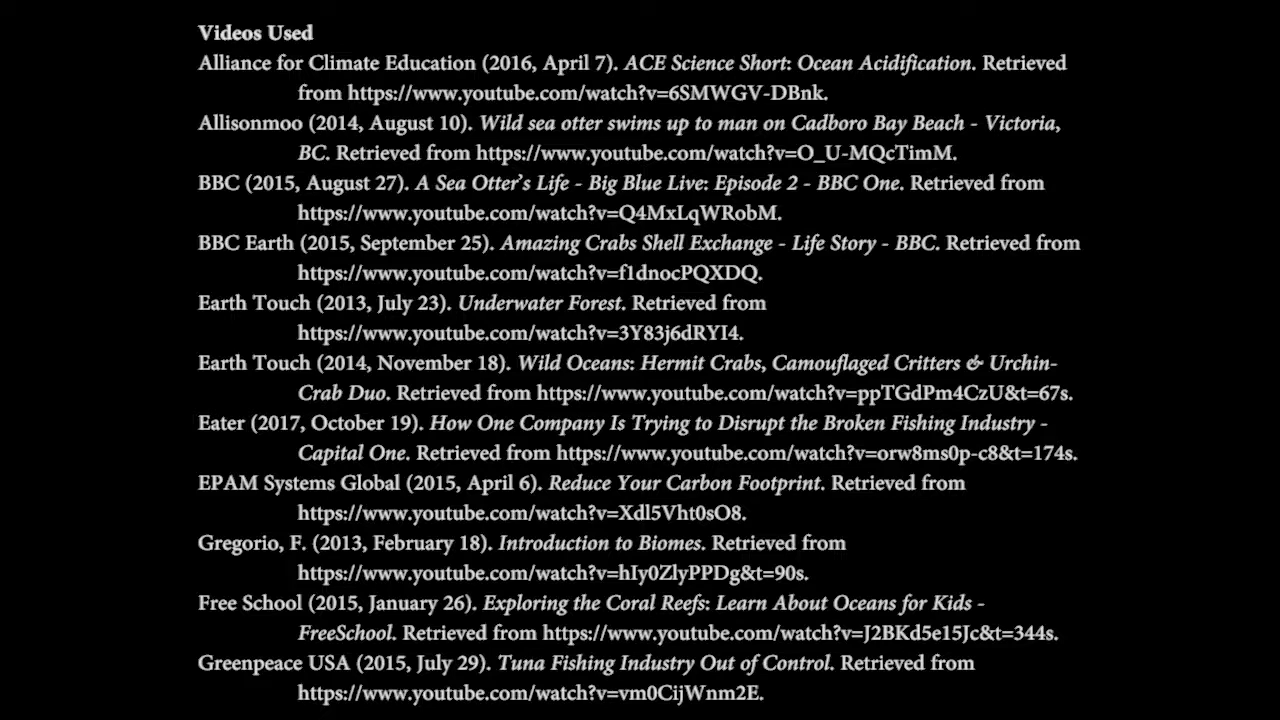 Videos Used
Alliance for Climate Education (2016, April 7). ACE Science Short: Ocean Acidification. Retrieved
from https://www.youtube.com/watch?v=6SMWGV-DBnk.
Allisonmoo (2014, August 10). Wild sea otter swims up to man on Cadboro Bay Beach - Victoria,
BC. Retrieved from https://www.youtube.com/watch?v=O_U-MQcTimM.
BBC (2015, August 27). A Sea Otter's Life - Big Blue Live: Episode 2 - BBC One. Retrieved from
https://www.youtube.com/watch?v=Q4MxLqWRobM.
BBC Earth (2015, September 25). Amazing Crabs Shell Exchange - Life Story - BBC. Retrieved from
https://www.youtube.com/watch?v=f1dnocPQXDQ.
Earth Touch (2013, July 23). Underwater Forest. Retrieved from
https://www.youtube.com/watch?v=3Y83j6dRYI4.
Earth Touch (2014, November 18). Wild Oceans: Hermit Crabs, Camouflaged Critters & Urchin-
Crab Duo. Retrieved from https://www.youtube.com/watch?v=ppTGdPm4CzU&t=67s.
Eater (2017, October 19). How One Company Is Trying to Disrupt the Broken Fishing Industry -
Capital One. Retrieved from https://www.youtube.com/watch?v=orw8ms0p-c8&t=174s.
EPAM Systems Global (2015, April 6). Reduce Your Carbon Footprint. Retrieved from
https://www.youtube.com/watch?v=Xdl5Vht0sO8.
Gregorio, F. (2013, February 18). Introduction to Biomes. Retrieved from
https://www.youtube.com/watch?v=hIy0ZlyPPDg&t=90s.
Free School (2015, January 26). Exploring the Coral Reefs: Learn About Oceans for Kids -
FreeSchool. Retrieved from https://www.youtube.com/watch?v=J2BKd5e15Jc&t=344s.
Greenpeace USA (2015, July 29). Tuna Fishing Industry Out of Control. Retrieved from
https://www.youtube.com/watch?v=vm0CijWnm2E.